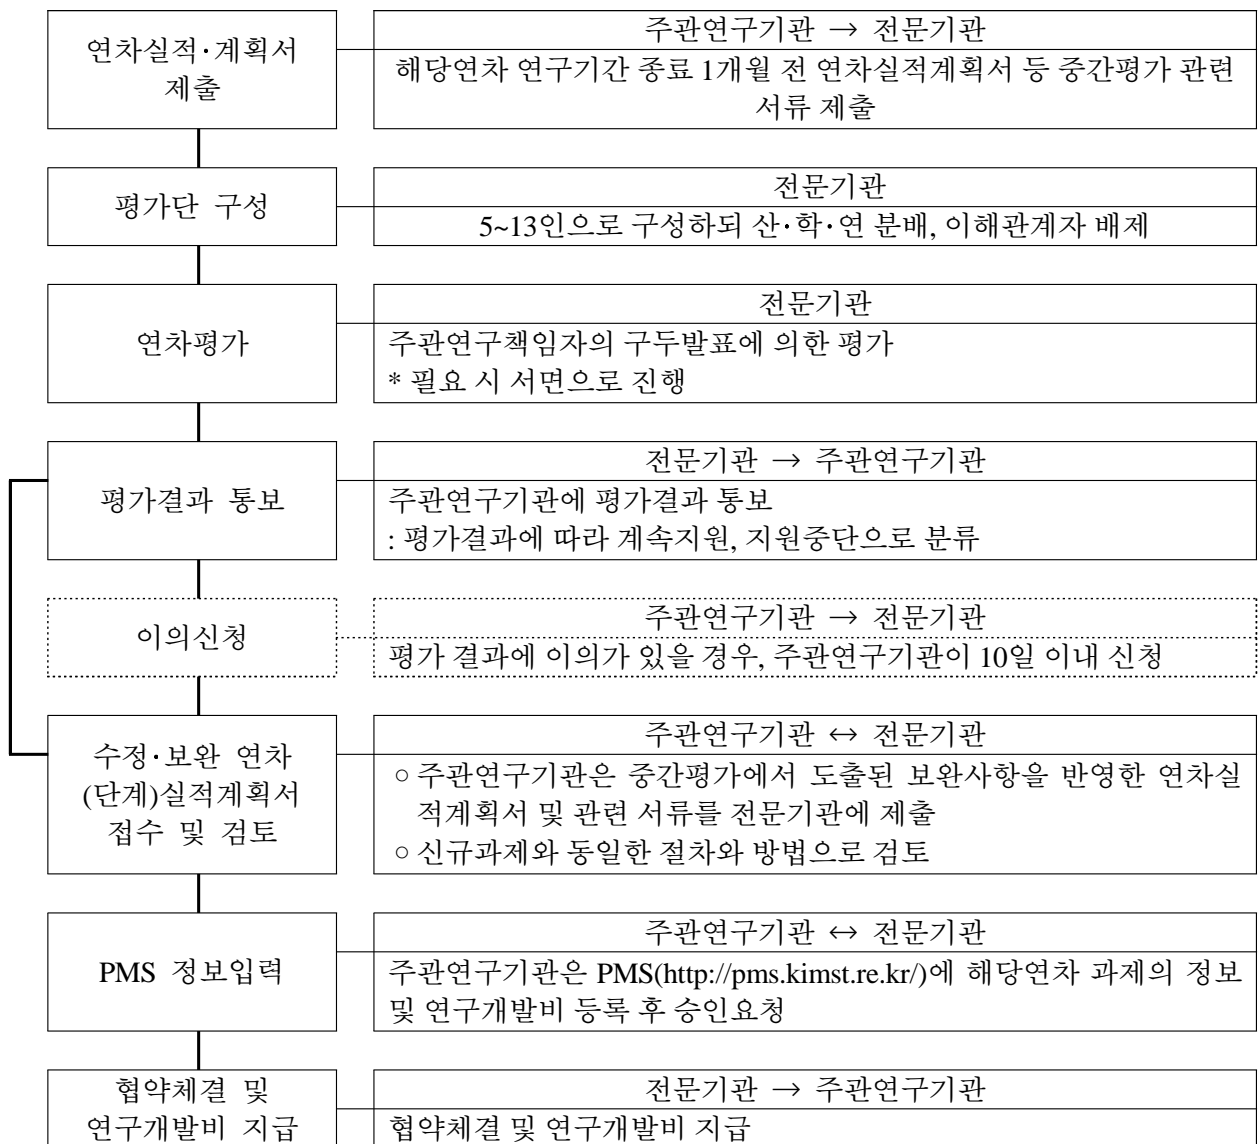 연차실적·계획서
제출
주관연구기관 → 전문기관
해당연차 연구기간 종료 1개월 전 연차실적계획서 등 중간평가 관련
서류 제출
평가단 구성
전문기관
5~13인으로 구성하되 산·학·연 분배, 이해관계자 배제
연차평가
전문기관
주관연구책임자의 구두발표에 의한 평가
* 필요 시 서면으로 진행
평가결과 통보
전문기관 → 주관연구기관
주관연구기관에 평가결과 통보
: 평가결과에 따라 계속지원, 지원중단으로 분류
이의신청
주관연구기관 → 전문기관
평가 결과에 이의가 있을 경우, 주관연구기관이 10일 이내 신청
수정·보완 연차
(단계)실적계획서
접수 및 검토
주관연구기관 ↔ 전문기관
○ 주관연구기관은 중간평가에서 도출된 보완사항을 반영한 연차실
적계획서 및 관련 서류를 전문기관에 제출
○ 신규과제와 동일한 절차와 방법으로 검토
PMS 정보입력
주관연구기관 ↔ 전문기관
주관연구기관은 PMS(http://pms.kimst.re.kr/)에 해당연차 과제의 정보
및 연구개발비 등록 후 승인요청
협약체결 및
연구개발비 지급
전문기관 → 주관연구기관
협약체결 및 연구개발비 지급